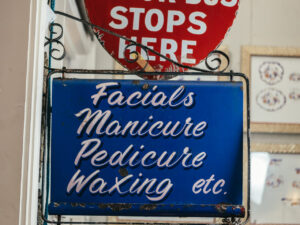 STOPS
HERE
Facials
Manicure
Pedicure
Waxing etc.